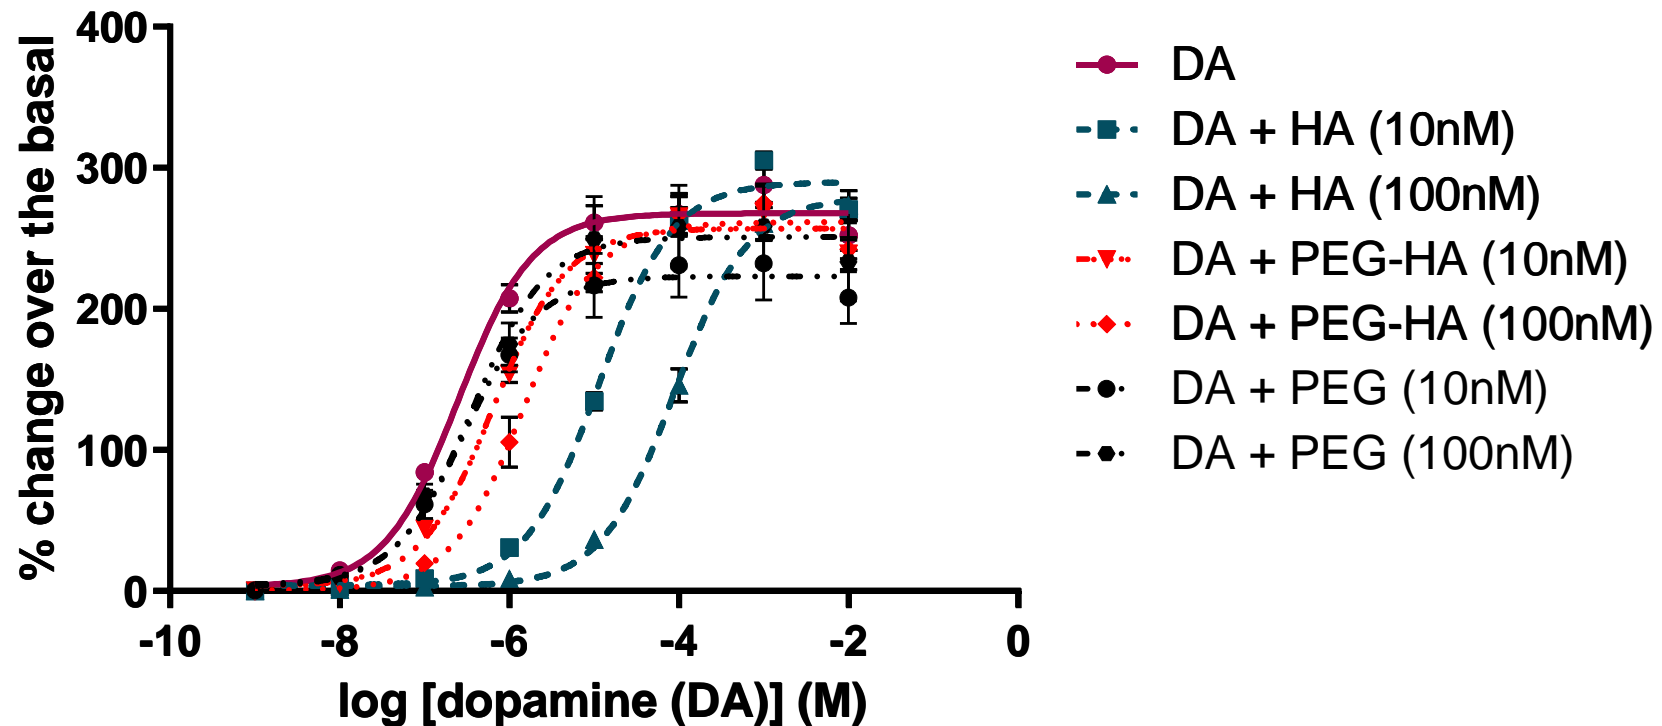 % change over the basal
400
300
200
100
0
-10 -8 -6 -4 -2 0
log [dopamine (DA)] (M)
DA
DA + HA (10nM)
DA + HA (100nM)
DA + PEG-HA (10nM)
DA + PEG-HA (100nM)
DA + PEG (10nM)
DA + PEG (100nM)